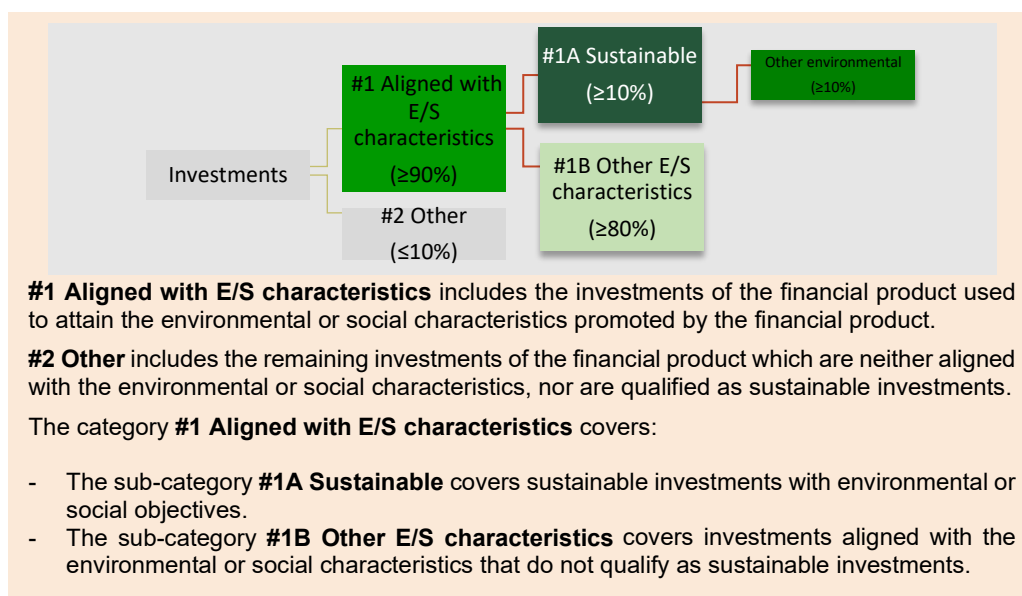 #1A Sustainable
(≥10%)
Other environmental
(≥10%)
#1 Aligned with
E/S
characteristics
(≥90%)
#1B Other E/S
characteristics
(≥80%)
Investments
#2 Other
(≤10%)
#1 Aligned with E/S characteristics includes the investments of the financial product used
to attain the environmental or social characteristics promoted by the financial product.
#2 Other includes the remaining investments of the financial product which are neither aligned
with the environmental or social characteristics, nor are qualified as sustainable investments.
The category #1 Aligned with E/S characteristics covers:
- The sub-category #1A Sustainable covers sustainable investments with environmental or
social objectives.
- The sub-category #1B Other E/S characteristics covers investments aligned with the
environmental or social characteristics that do not qualify as sustainable investments.